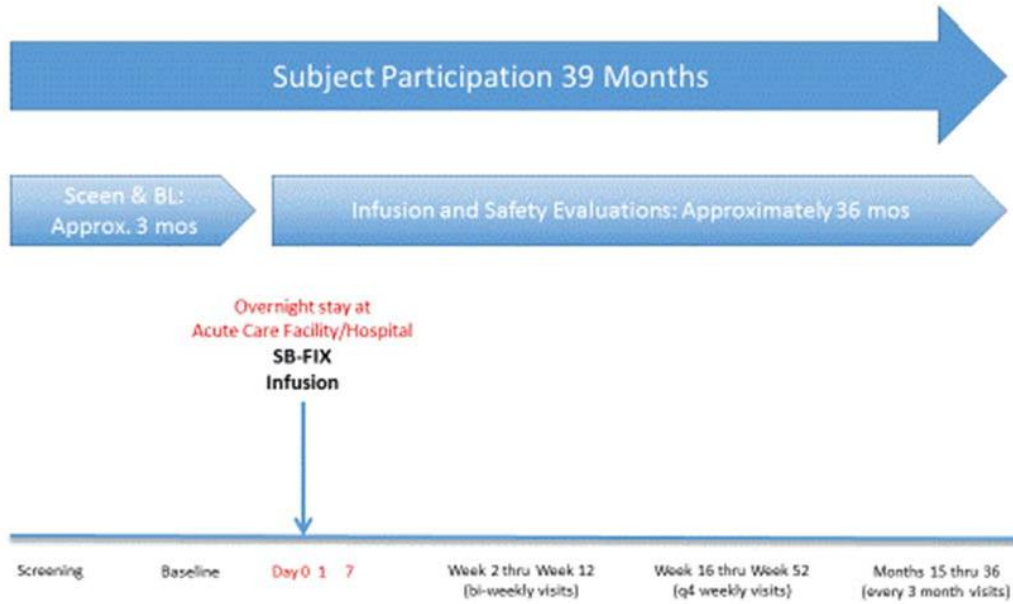 Subject Participation 39 Months
Sceen & BL:
Approx. 3 mos
Infusion and Safety Evaluations: Approximately 36 mos
Overnight stay at
Acute Care Facility/Hospital
SB-FIX
Infusion
Screening
Baseline
Day 0 1 7
Week 2 thru Week 12
(bi-weekly visits)
Week 16 thru Week 52
(q4 weekly visits)
Months 15 thru 36
(every 3 month visits)